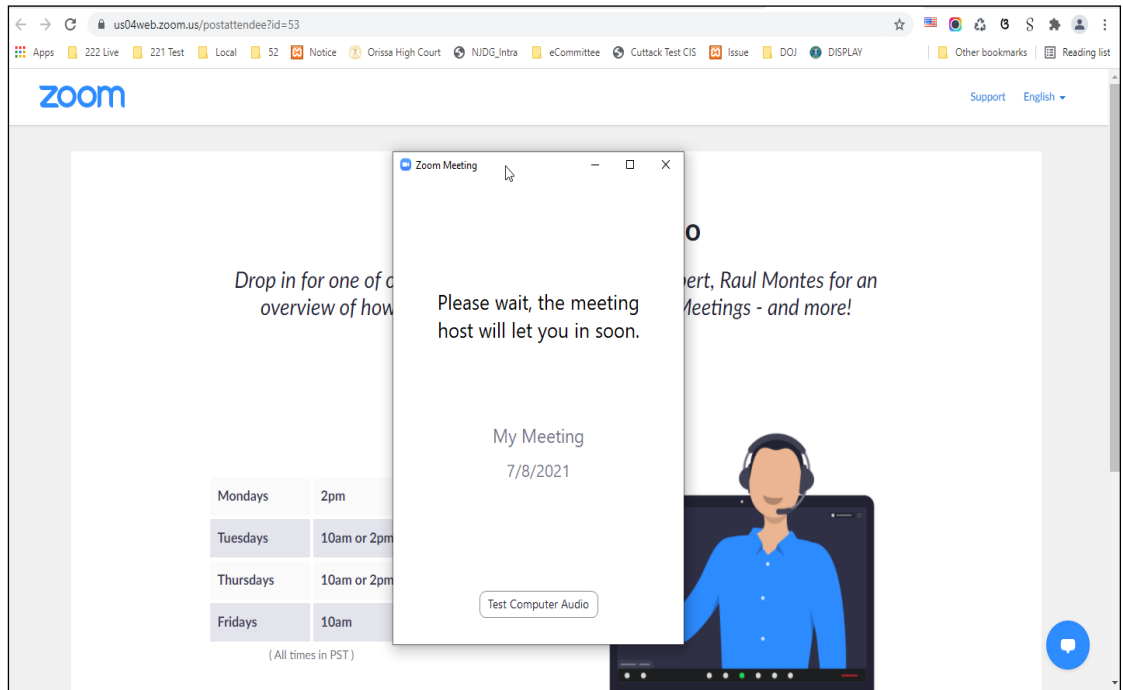 us04web.zoom.us/postattendee?id=53
Apps 222 Live 221 Test Local 52 Notice Orissa High Court NJDG_Intra eCommittee Cuttack Test CIS Issue DOJ DISPLAY Other bookmarks Reading list
zoom Support English
Zoom Meeting
o
Drop in for one of o
pert, Raul Montes for an
overview of how
Meetings - and more!
Please wait, the meeting
host will let you in soon.
My Meeting
7/8/2021
Mondays 2pm
Tuesdays 10am or 2pm
Thursdays 10am or 2pm
Fridays 10am
( All times in PST )
Test Computer Audio